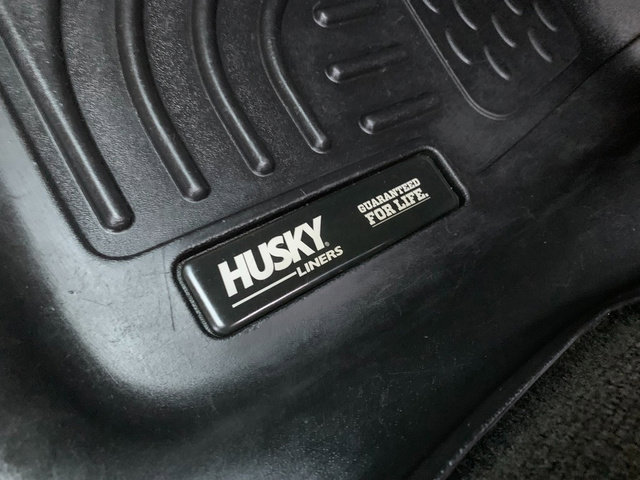 HUSKY®
LINERS
GUARANTEED
FOR LIFE.